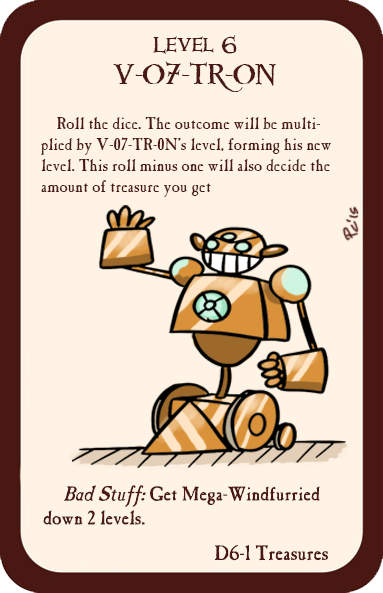 LEVEL 6
V-07-TR-ON
Roll the dice. The outcome will be multi-
plied by V-07-TR-0N's level, forming his new
level. This roll minus one will also decide the
amount of treasure you get
Bad Stuff: Get Mega-Windfurried
down 2 levels.
D6-1 Treasures